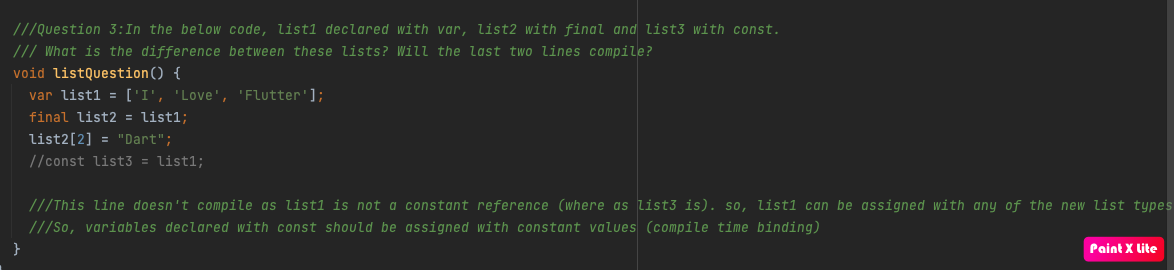 ///Question 3:In the below code, list1 declared with var, list2 with final and list3 with const.
/// What is the difference between these lists? Will the last two lines compile?
void listQuestion() {
  var list1 = ['I', 'Love', 'Flutter'];
  final list2 = list1;
  list2[2] = "Dart";
  //const list3 = list1;

  ///This line doesn't compile as list1 is not a constant reference (where as list3 is). so, list1 can be assigned with any of the new list types
  ///So, variables declared with const should be assigned with constant values (compile time binding)
}
Paint X Lite